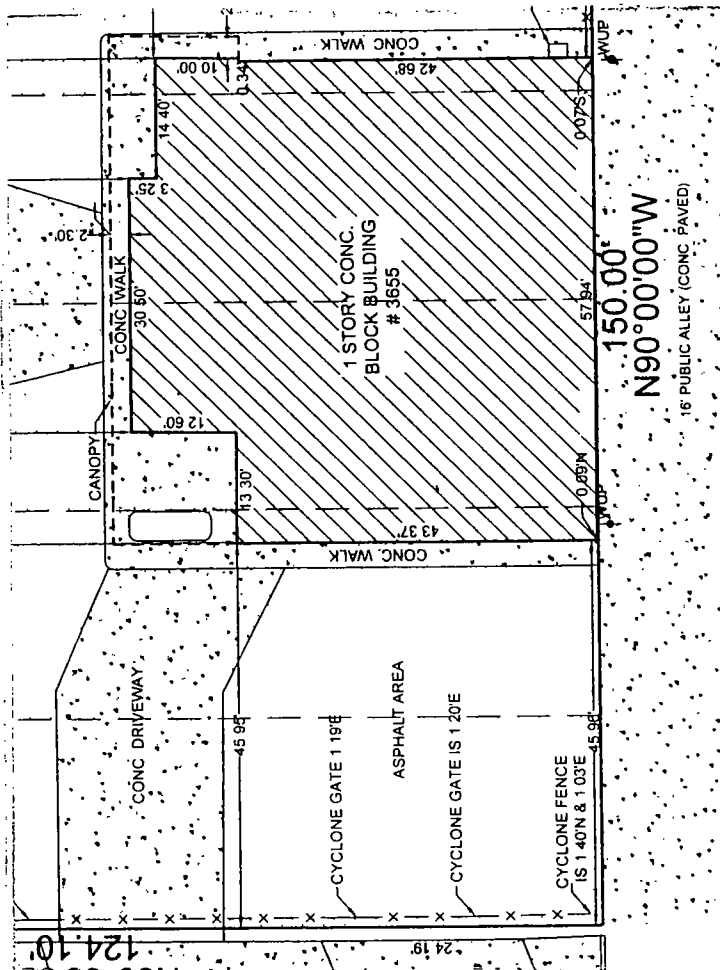 CONC WALK
10 00'
0.34'
42 68'
WUP
14 40'
0 07'S
3 25'
2.30'
CONC WALK
30 50'
1 STORY CONC.
BLOCK BUILDING
# 3655
57.94'
150.00'
N90°00'00"W
16' PUBLIC ALLEY (CONC PAVED)
12 60'
CANOPY
13 30'
0.09'N
WUP
43 37'
CONC. WALK
CONC DRIVEWAY
45 95'
ASPHALT AREA
45.96'
CYCLONE GATE 1 19'E
CYCLONE GATE IS 1 20'E
CYCLONE FENCE
IS 1 40'N & 1 03'E
124.10'
24 19'